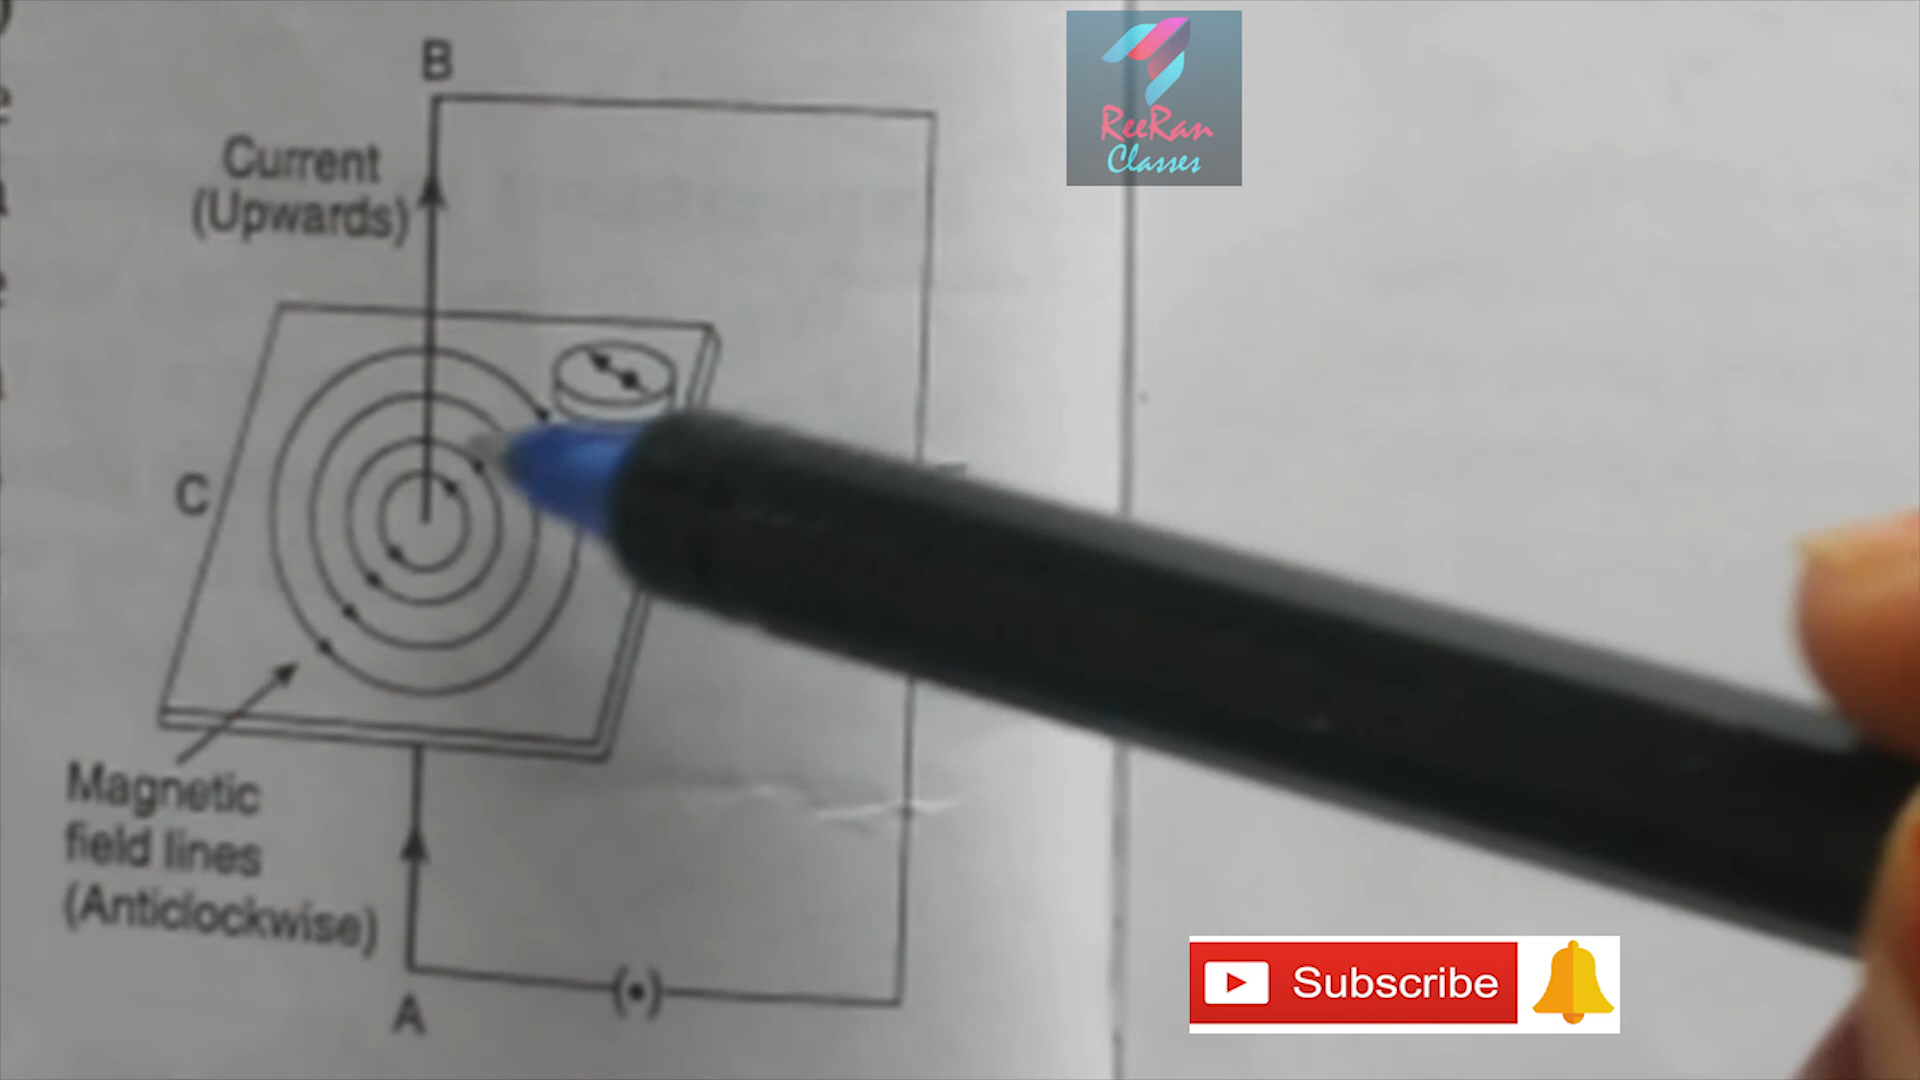 B
Current
(Upwards)
C
Magnetic
field lines
(Anticlockwise)
A
ReeRan
Classes
Subscribe